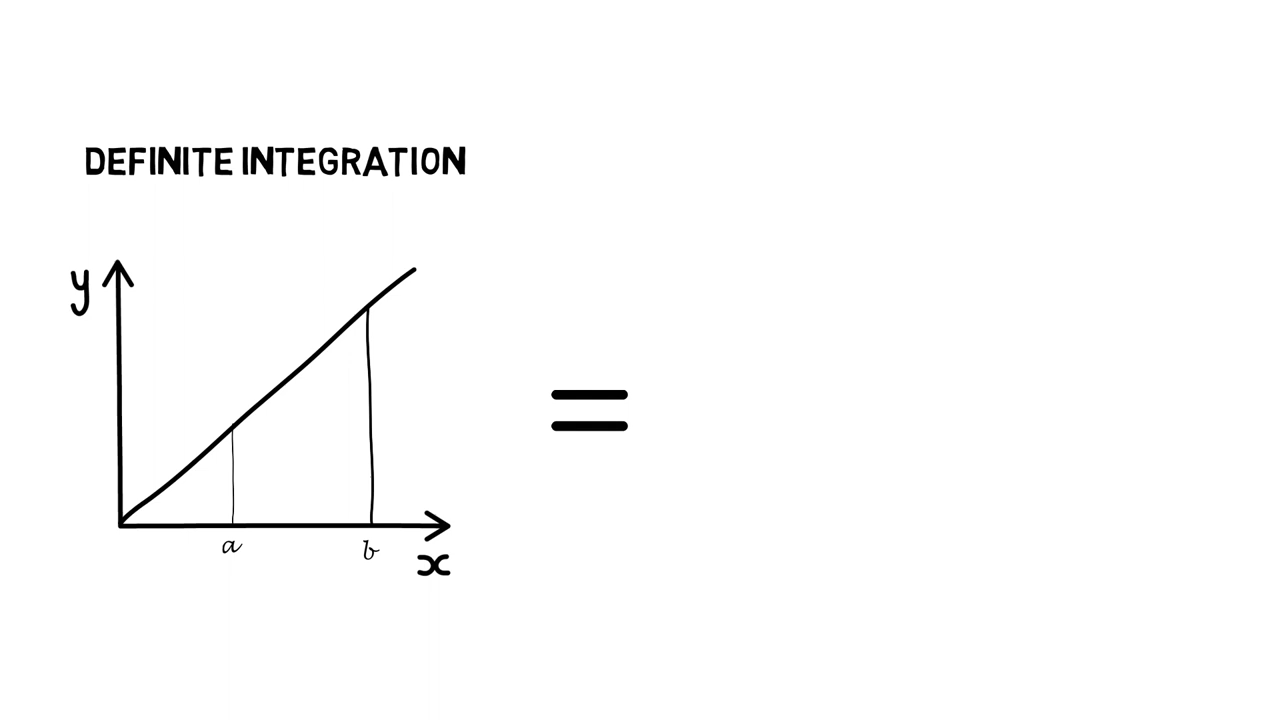 DEFINITE INTEGRATION
y
=
a
b
x